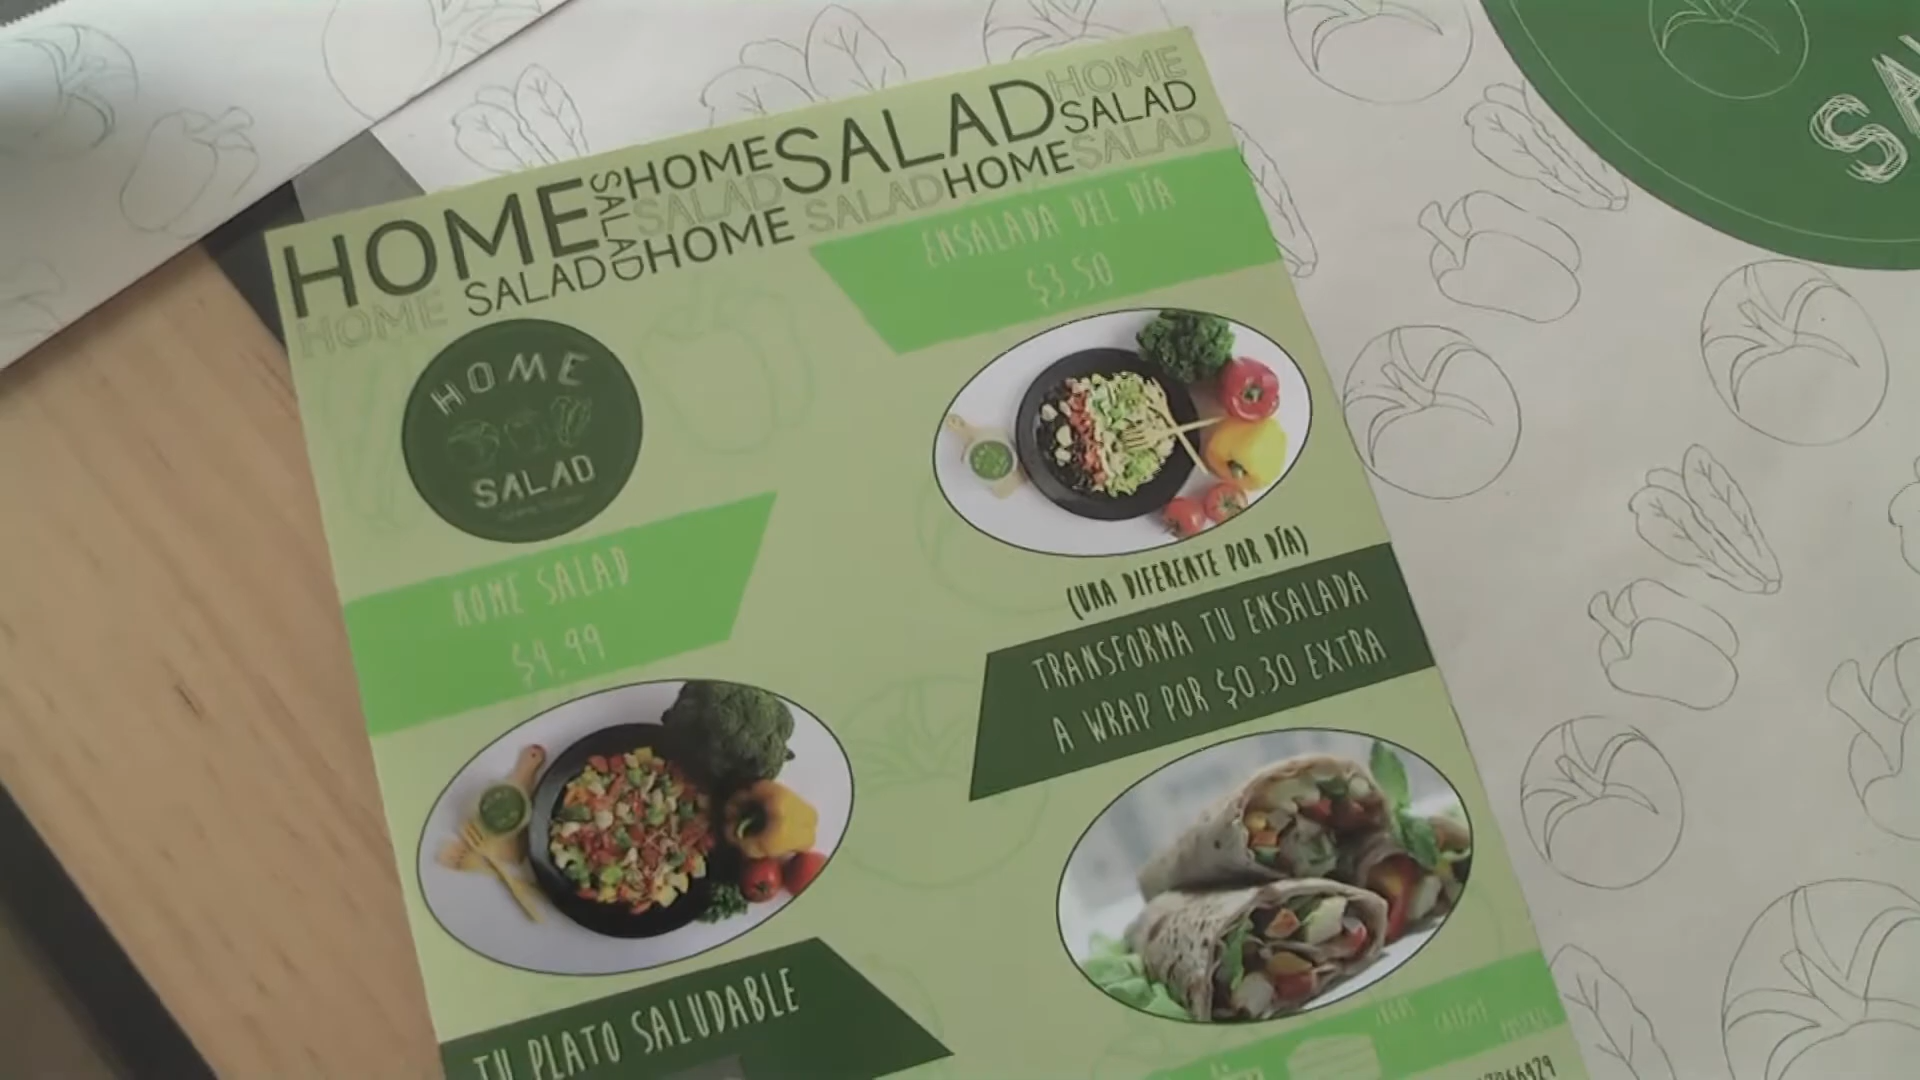 HOME SALAD HOME SALAD HOME
SALAD HOME SALAD
HOME SALAD HOME SALAD HOME SALAD
HOME
SALAD
ENSALADA DEL DÍA
$3.50
(UNA DIFERENTE POR DÍA)
HOME SALAD
$4.99
TRANSFORMA TU ENSALADA
A WRAP POR $0.30 EXTRA
TU PLATO SALUDABLE